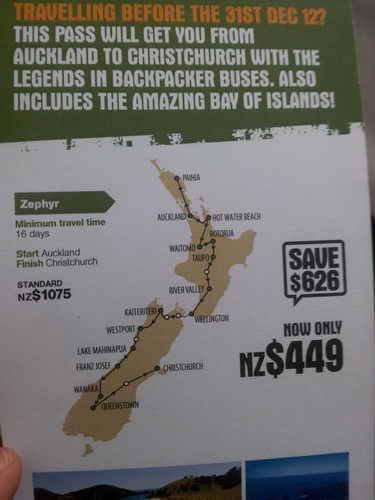 TRAVELLING BEFORE THE 31ST DEC 12?
THIS PASS WILL GET YOU FROM
AUCKLAND TO CHRISTCHURCH WITH THE
LEGENDS IN BACKPACKER BUSES. ALSO
INCLUDES THE AMAZING BAY OF ISLANDS!
Zephyr
Minimum travel time
16 days
Start Auckland
Finish Christchurch
STANDARD
NZ$1075
PAIHIA
AUCKLAND
HOT WATER BEACH
ROTORUA
WAITOMO
TAUPO
RIVER VALLEY
KAITERITERI
WELLINGTON
WESTPORT
LAKE MAHINAPUA
FRANZ JOSEF
CHRISTCHURCH
WANAKA
QUEENSTOWN
SAVE
$626
NOW ONLY
NZ$449